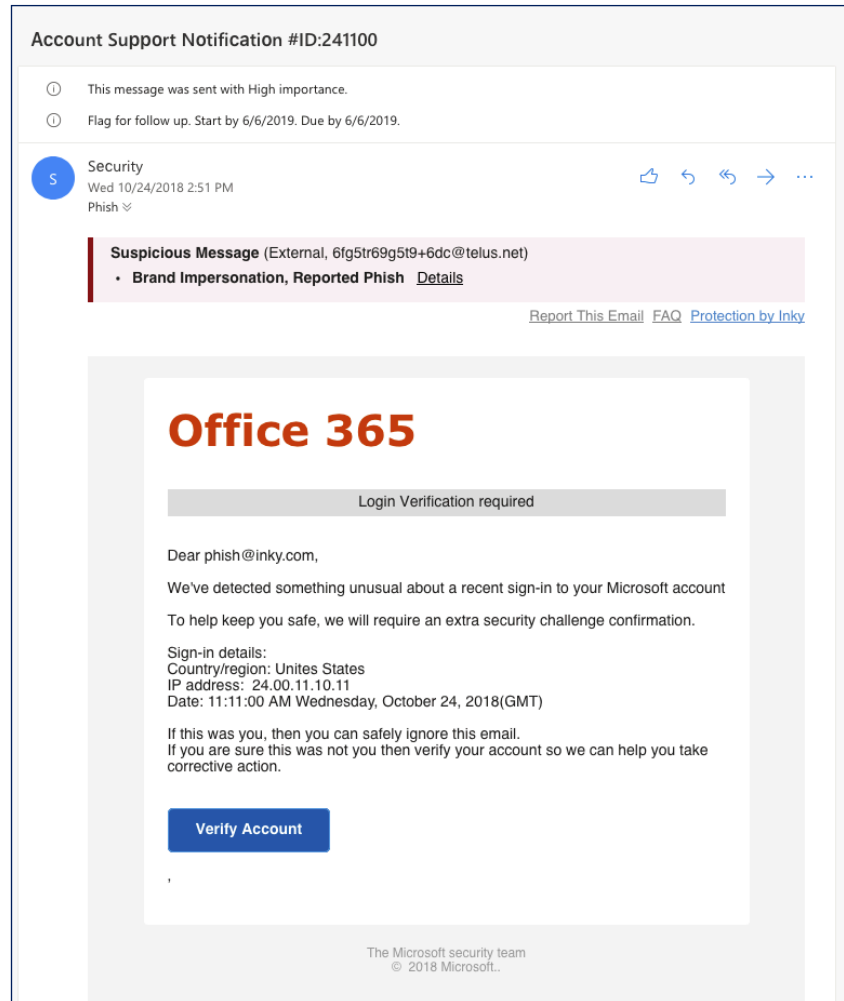 Account Support Notification #ID:241100
This message was sent with High importance.
Flag for follow up. Start by 6/6/2019. Due by 6/6/2019.
S
Security
Wed 10/24/2018 2:51 PM
Phish
Suspicious Message (External, 6fg5tr69g5t9+6dc@telus.net)
• Brand Impersonation, Reported Phish Details
Report This Email FAQ Protection by Inky
Office 365
Login Verification required
Dear phish@inky.com,
We've detected something unusual about a recent sign-in to your Microsoft account
To help keep you safe, we will require an extra security challenge confirmation.
Sign-in details:
Country/region: Unites States
IP address: 24.00.11.10.11
Date: 11:11:00 AM Wednesday, October 24, 2018(GMT)
If this was you, then you can safely ignore this email.
If you are sure this was not you then verify your account so we can help you take
corrective action.
Verify Account
,
The Microsoft security team
© 2018 Microsoft..